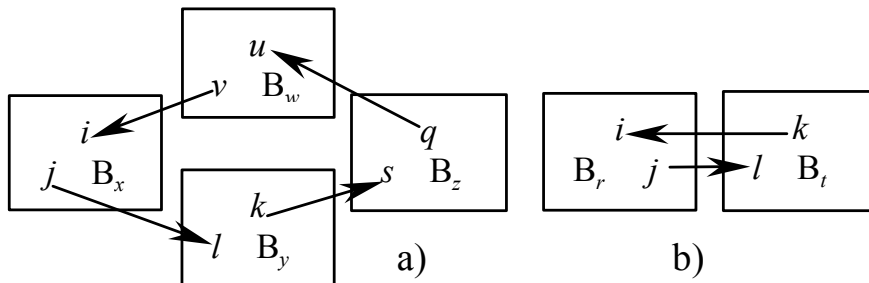 u
v B_w
i
j B_x
q
s B_z
k
l B_y
a)
i k
B_r j l B_t
b)